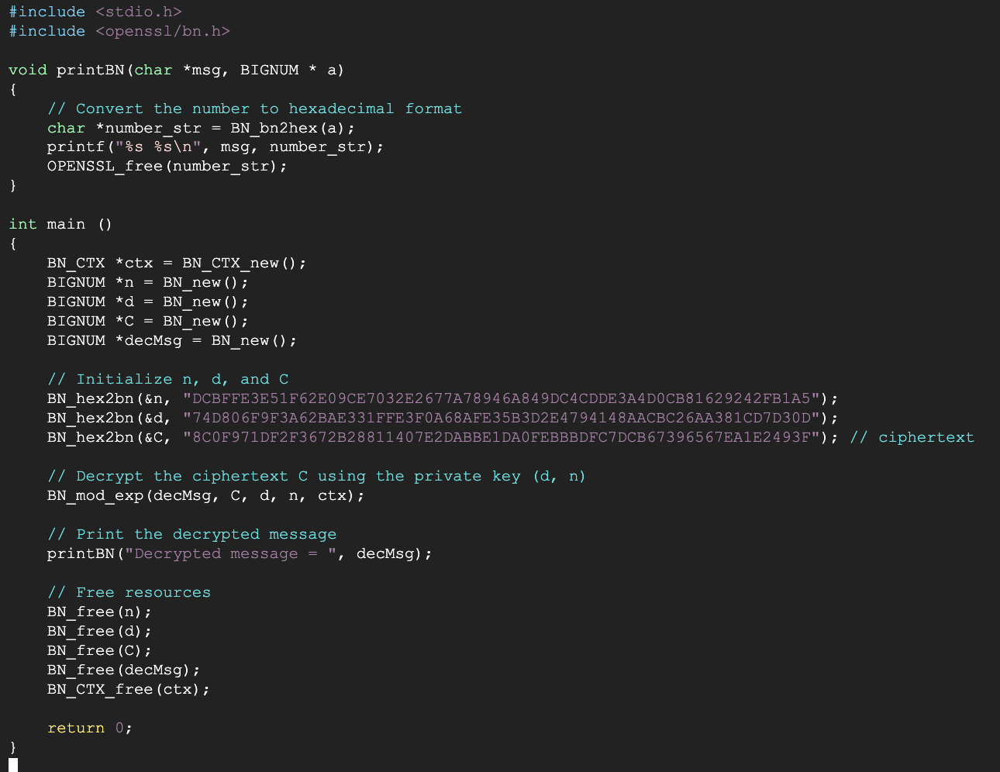 #include <stdio.h>
#include <openssl/bn.h>

void printBN(char *msg, BIGNUM * a)
{
    // Convert the number to hexadecimal format
    char *number_str = BN_bn2hex(a);
    printf("%s %s\n", msg, number_str);
    OPENSSL_free(number_str);
}

int main ()
{
    BN_CTX *ctx = BN_CTX_new();
    BIGNUM *n = BN_new();
    BIGNUM *d = BN_new();
    BIGNUM *C = BN_new();
    BIGNUM *decMsg = BN_new();

    // Initialize n, d, and C
    BN_hex2bn(&n, "DCBFFE3E51F62E09CE7032E2677A78946A849DC4CDDE3A4D0CB81629242FB1A5");
    BN_hex2bn(&d, "74D806F9F3A62BAE331FFE3F0A68AFE35B3D2E4794148AACBC26AA381CD7D30D");
    BN_hex2bn(&C, "8C0F971DF2F3672B28811407E2DABBE1DA0FEBBBDFC7DCB67396567EA1E2493F"); // ciphertext

    // Decrypt the ciphertext C using the private key (d, n)
    BN_mod_exp(decMsg, C, d, n, ctx);

    // Print the decrypted message
    printBN("Decrypted message = ", decMsg);

    // Free resources
    BN_free(n);
    BN_free(d);
    BN_free(C);
    BN_free(decMsg);
    BN_CTX_free(ctx);

    return 0;
}